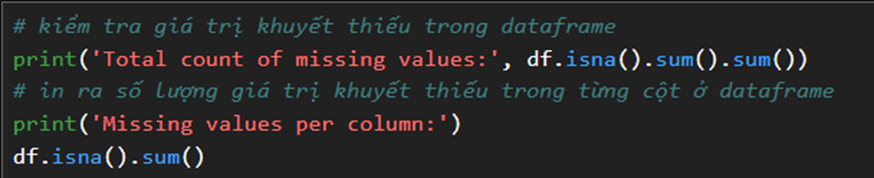 # kiểm tra giá trị khuyết thiếu trong dataframe
print('Total count of missing values:', df.isna().sum().sum())
# in ra số lượng giá trị khuyết thiếu trong từng cột ở dataframe
print('Missing values per column:')
df.isna().sum()